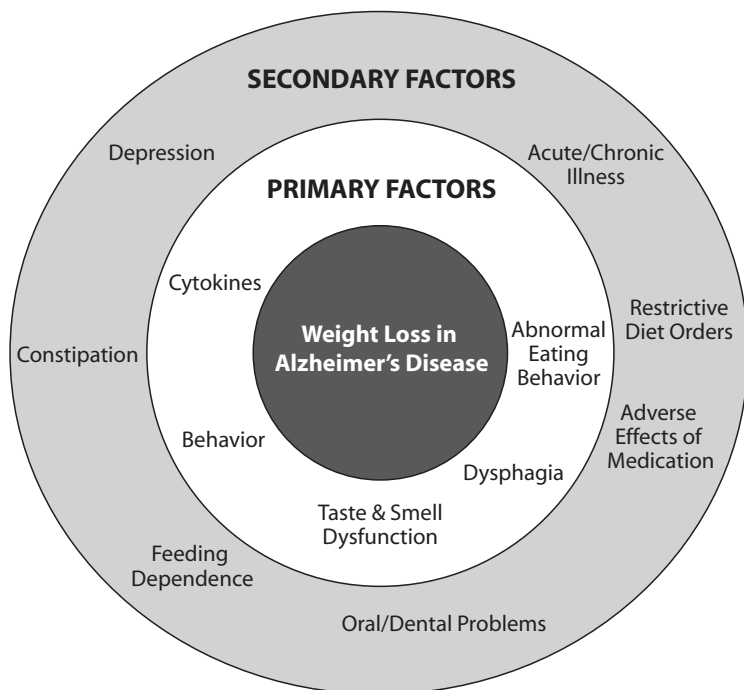 SECONDARY FACTORS
Depression
Acute/Chronic
Illness
PRIMARY FACTORS
Cytokines
Weight Loss in
Alzheimer’s Disease
Abnormal
Eating
Behavior
Restrictive
Diet Orders
Constipation
Behavior
Adverse
Effects of
Medication
Dysphagia
Taste & Smell
Dysfunction
Feeding
Dependence
Oral/Dental Problems